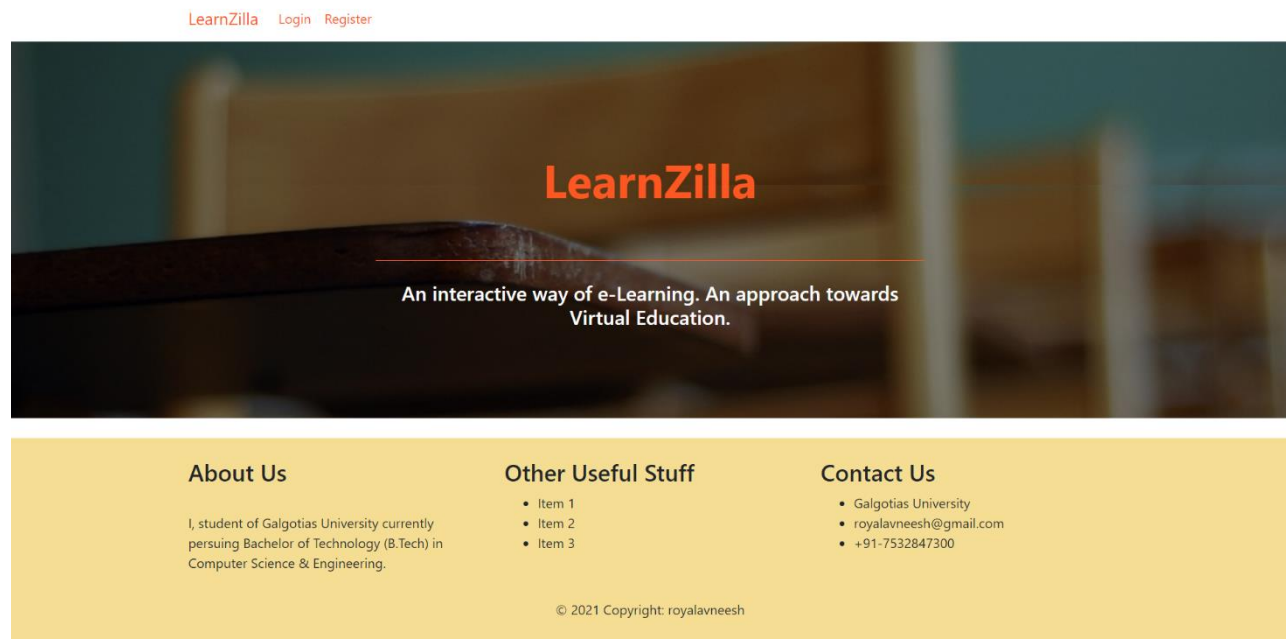 LearnZilla Login Register
LearnZilla
An interactive way of e-Learning. An approach towards
Virtual Education.
About Us
I, student of Galgotias University currently
persuing Bachelor of Technology (B.Tech) in
Computer Science & Engineering.
Other Useful Stuff
• Item 1
• Item 2
• Item 3
Contact Us
• Galgotias University
• royalavneesh@gmail.com
• +91-7532847300
© 2021 Copyright: royalavneesh